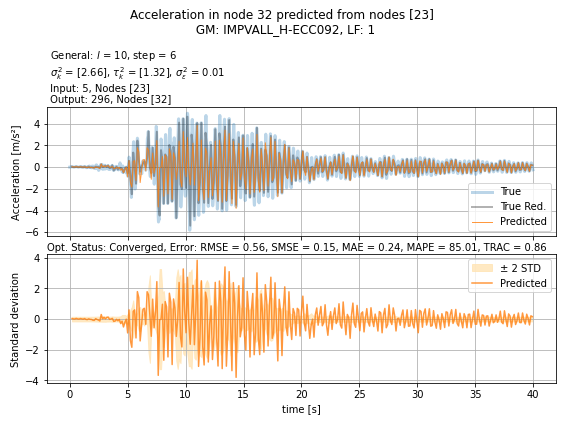 Acceleration in node 32 predicted from nodes [23]
GM: IMPVALL_H-ECC092, LF: 1
General: l = 10, step = 6
σ²ₖ = [2.66], τ²ₖ = [1.32], σ²ε = 0.01
Input: 5, Nodes [23]
Output: 296, Nodes [32]
Acceleration [m/s²]
4
2
0
−2
−4
−6
True
True Red.
Predicted
Opt. Status: Converged, Error: RMSE = 0.56, SMSE = 0.15, MAE = 0.24, MAPE = 85.01, TRAC = 0.86
Standard deviation
4
2
0
−2
−4
± 2 STD
Predicted
0 5 10 15 20 25 30 35 40
time [s]